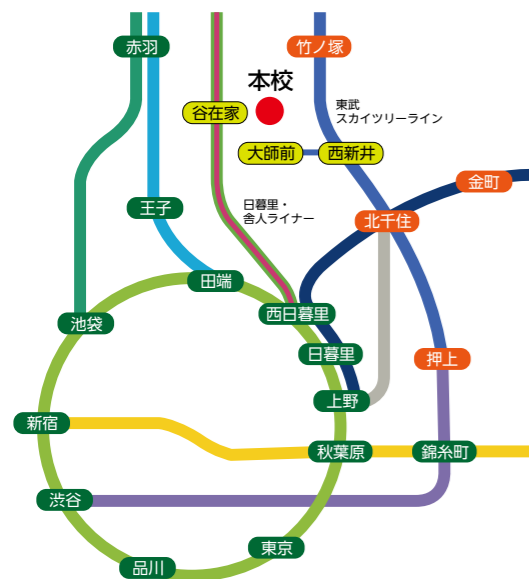 赤羽
竹ノ塚
本校
谷在家
東武
スカイツリーライン
大師前
西新井
金町
王子
日暮里・
舎人ライナー
北千住
田端
西日暮里
池袋
日暮里
押上
上野
新宿
秋葉原
錦糸町
渋谷
東京
品川